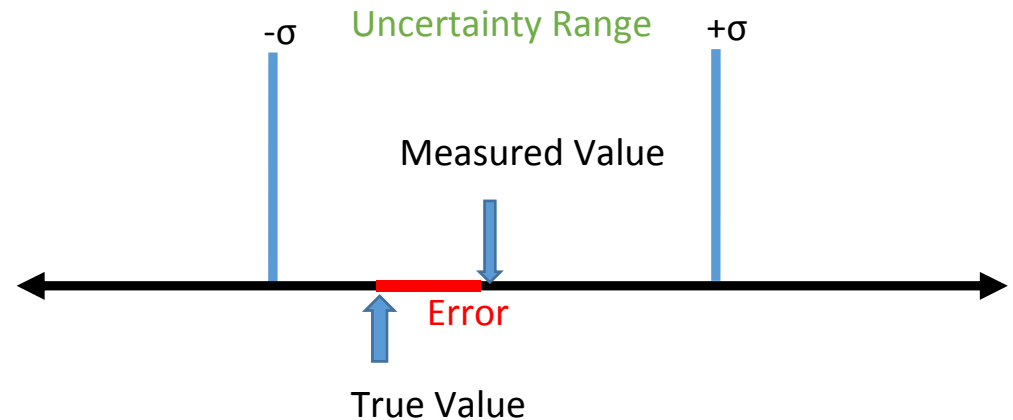 Uncertainty Range
-σ
+σ
Measured Value
Error
True Value